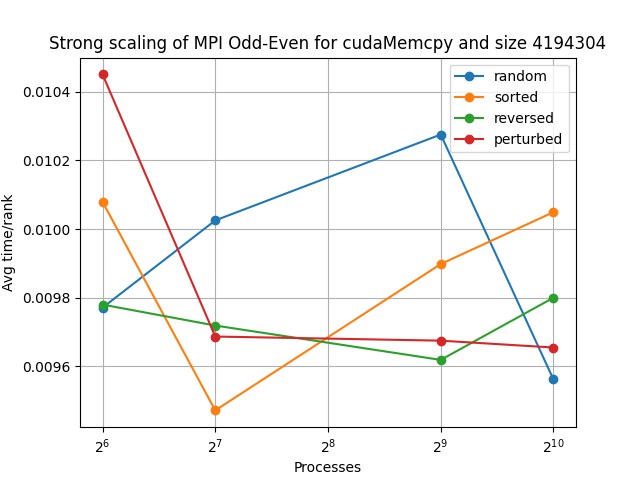 Strong scaling of MPI Odd-Even for cudaMemcpy and size 4194304
random
sorted
reversed
perturbed
Avg time/rank
0.0104
0.0102
0.0100
0.0098
0.0096
2^6 2^7 2^8 2^9 2^10
Processes